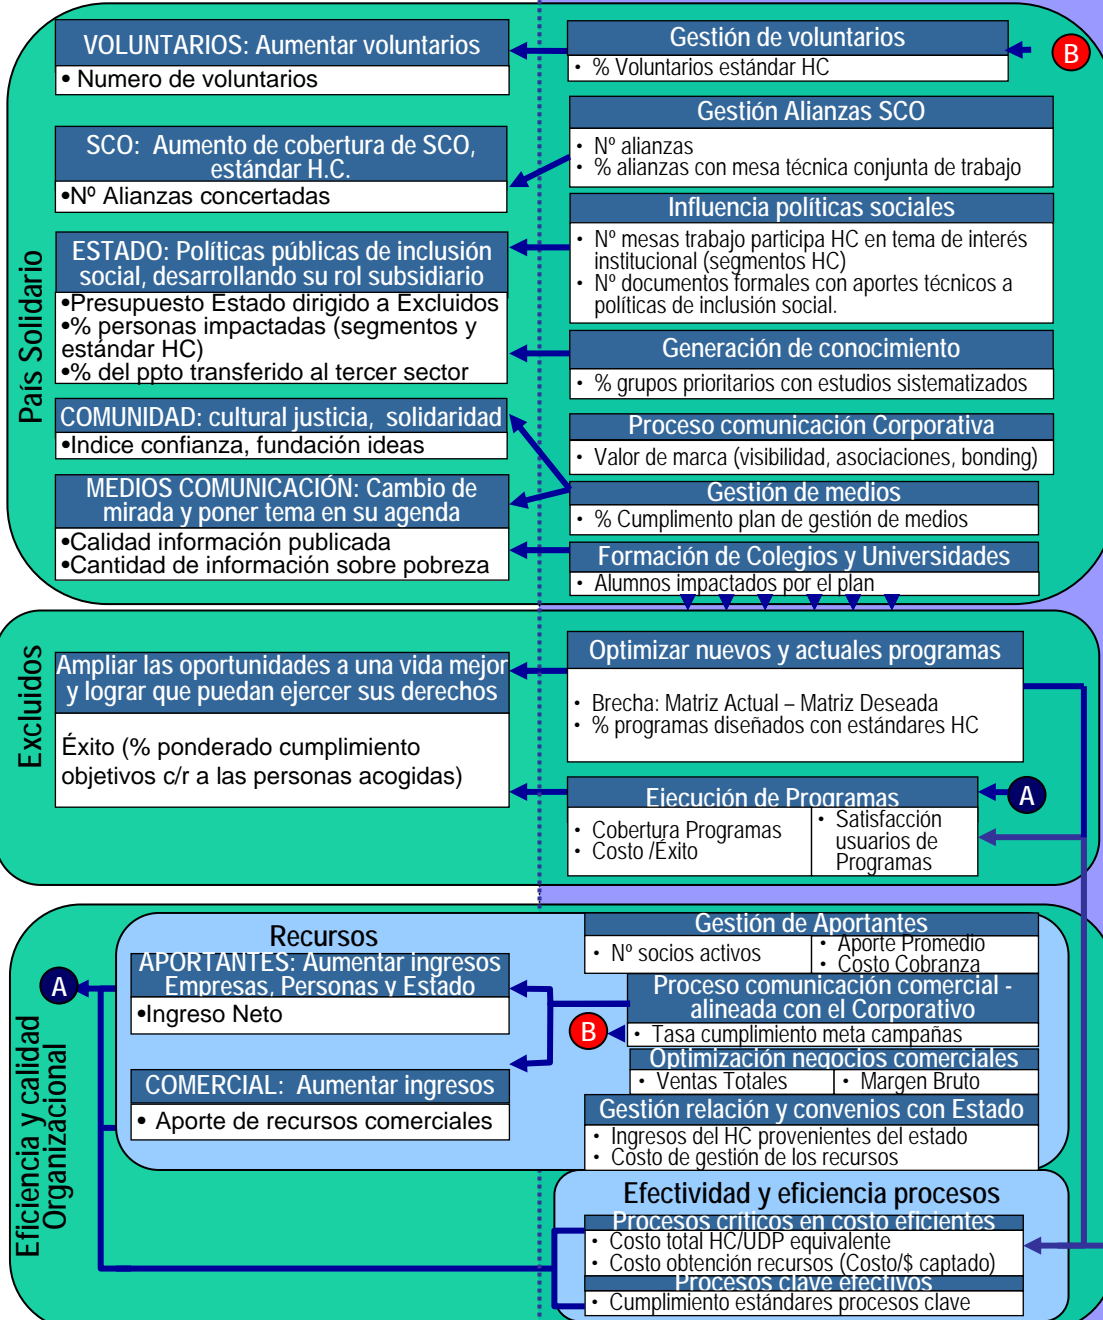 País Solidario
VOLUNTARIOS: Aumentar voluntarios
• Numero de voluntarios
SCO: Aumento de cobertura de SCO,
estándar H.C.
•Nº Alianzas concertadas
ESTADO: Políticas públicas de inclusión
social, desarrollando su rol subsidiario
•Presupuesto Estado dirigido a Excluidos
•% personas impactadas (segmentos y
estándar HC)
•% del ppto transferido al tercer sector
COMUNIDAD: cultural justicia, solidaridad
•Indice confianza, fundación ideas
MEDIOS COMUNICACIÓN: Cambio de
mirada y poner tema en su agenda
•Calidad información publicada
•Cantidad de información sobre pobreza
Gestión de voluntarios
• % Voluntarios estándar HC
B
Gestión Alianzas SCO
• Nº alianzas
• % alianzas con mesa técnica conjunta de trabajo
Influencia políticas sociales
• Nº mesas trabajo participa HC en tema de interés
institucional (segmentos HC)
• Nº documentos formales con aportes técnicos a
políticas de inclusión social.
Generación de conocimiento
• % grupos prioritarios con estudios sistematizados
Proceso comunicación Corporativa
• Valor de marca (visibilidad, asociaciones, bonding)
Gestión de medios
• % Cumplimento plan de gestión de medios
Formación de Colegios y Universidades
• Alumnos impactados por el plan
Excluidos
Ampliar las oportunidades a una vida mejor
y lograr que puedan ejercer sus derechos
Éxito (% ponderado cumplimiento
objetivos c/r a las personas acogidas)
Optimizar nuevos y actuales programas
• Brecha: Matriz Actual – Matriz Deseada
• % programas diseñados con estándares HC
Ejecución de Programas
A
• Cobertura Programas
• Costo /Éxito
• Satisfacción
usuarios de
Programas
Eficiencia y calidad
Organizacional
A
Recursos
APORTANTES: Aumentar ingresos
Empresas, Personas y Estado
•Ingreso Neto
COMERCIAL: Aumentar ingresos
• Aporte de recursos comerciales
Gestión de Aportantes
• Nº socios activos
• Aporte Promedio
• Costo Cobranza
Proceso comunicación comercial -
alineada con el Corporativo
B
• Tasa cumplimiento meta campañas
Optimización negocios comerciales
• Ventas Totales
• Margen Bruto
Gestión relación y convenios con Estado
• Ingresos del HC provenientes del estado
• Costo de gestión de los recursos
Efectividad y eficiencia procesos
Procesos críticos en costo eficientes
• Costo total HC/UDP equivalente
• Costo obtención recursos (Costo/$ captado)
Procesos clave efectivos
• Cumplimiento estándares procesos clave